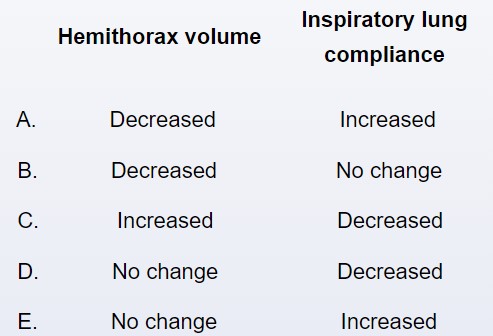 Hemithorax volume Inspiratory lung compliance
A. Decreased Increased
B. Decreased No change
C. Increased Decreased
D. No change Decreased
E. No change Increased